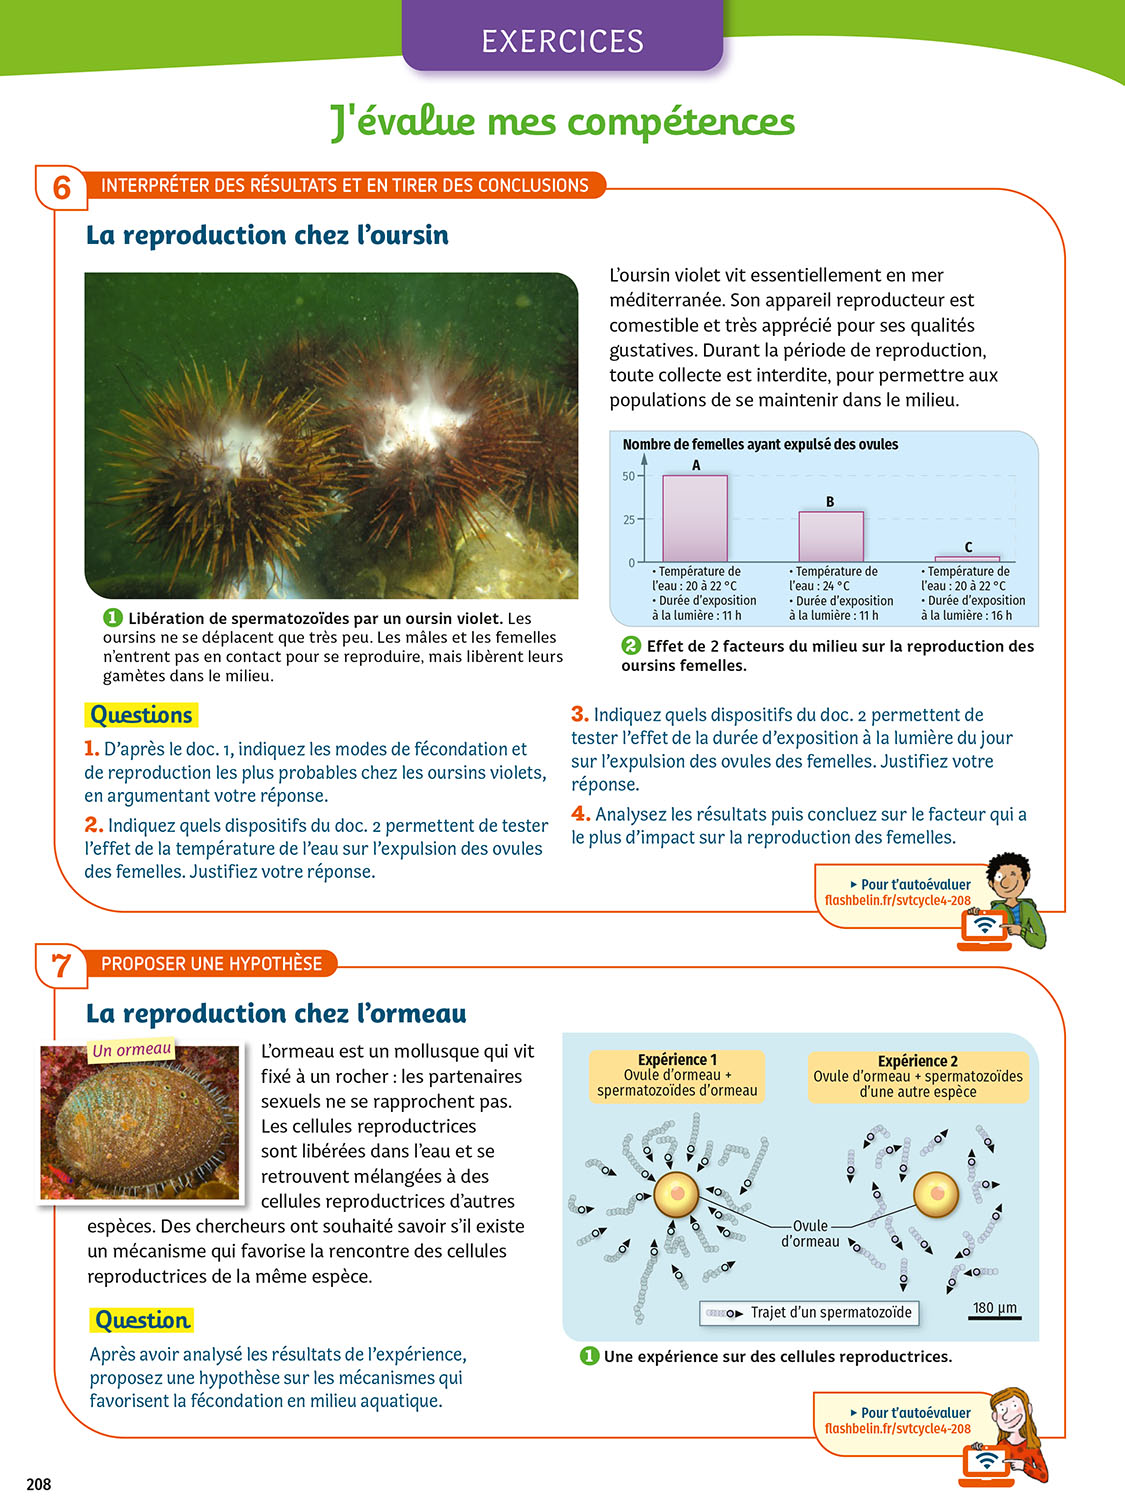 EXERCICES
J'évalue mes compétences
6 INTERPRÉTER DES RÉSULTATS ET EN TIRER DES CONCLUSIONS
La reproduction chez l'oursin
L'oursin violet vit essentiellement en mer
méditerranée. Son appareil reproducteur est
comestible et très apprécié pour ses qualités
gustatives. Durant la période de reproduction,
toute collecte est interdite, pour permettre aux
populations de se maintenir dans le milieu.
1 Libération de spermatozoïdes par un oursin violet. Les
oursins ne se déplacent que très peu. Les mâles et les femelles
n'entrent pas en contact pour se reproduire, mais libèrent leurs
gamètes dans le milieu.
Nombre de femelles ayant expulsé des ovules
50
25
0
A
B
C
• Température de
l'eau : 20 à 22 °C
• Durée d'exposition
à la lumière : 11 h
• Température de
l'eau : 24 °C
• Durée d'exposition
à la lumière : 11 h
• Température de
l'eau : 20 à 22 °C
• Durée d'exposition
à la lumière : 16 h
2 Effet de 2 facteurs du milieu sur la reproduction des
oursins femelles.
Questions
1. D'après le doc. 1, indiquez les modes de fécondation et
de reproduction les plus probables chez les oursins violets,
en argumentant votre réponse.
2. Indiquez quels dispositifs du doc. 2 permettent de tester
l'effet de la température de l'eau sur l'expulsion des ovules
des femelles. Justifiez votre réponse.
3. Indiquez quels dispositifs du doc. 2 permettent de
tester l'effet de la durée d'exposition à la lumière du jour
sur l'expulsion des ovules des femelles. Justifiez votre
réponse.
4. Analysez les résultats puis concluez sur le facteur qui a
le plus d'impact sur la reproduction des femelles.
▸ Pour t'autoévaluer
flashbelin.fr/svtcycle4-208
7 PROPOSER UNE HYPOTHÈSE
La reproduction chez l'ormeau
Un ormeau
L'ormeau est un mollusque qui vit
fixé à un rocher : les partenaires
sexuels ne se rapprochent pas.
Les cellules reproductrices
sont libérées dans l'eau et se
retrouvent mélangées à des
cellules reproductrices d'autres
espèces. Des chercheurs ont souhaité savoir s'il existe
un mécanisme qui favorise la rencontre des cellules
reproductrices de la même espèce.
Question
Après avoir analysé les résultats de l'expérience,
proposez une hypothèse sur les mécanismes qui
favorisent la fécondation en milieu aquatique.
Expérience 1
Ovule d'ormeau +
spermatozoïdes d'ormeau
Expérience 2
Ovule d'ormeau + spermatozoïdes
d'une autre espèce
Ovule
d'ormeau
Trajet d'un spermatozoïde
180 µm
1 Une expérience sur des cellules reproductrices.
▸ Pour t'autoévaluer
flashbelin.fr/svtcycle4-208
208